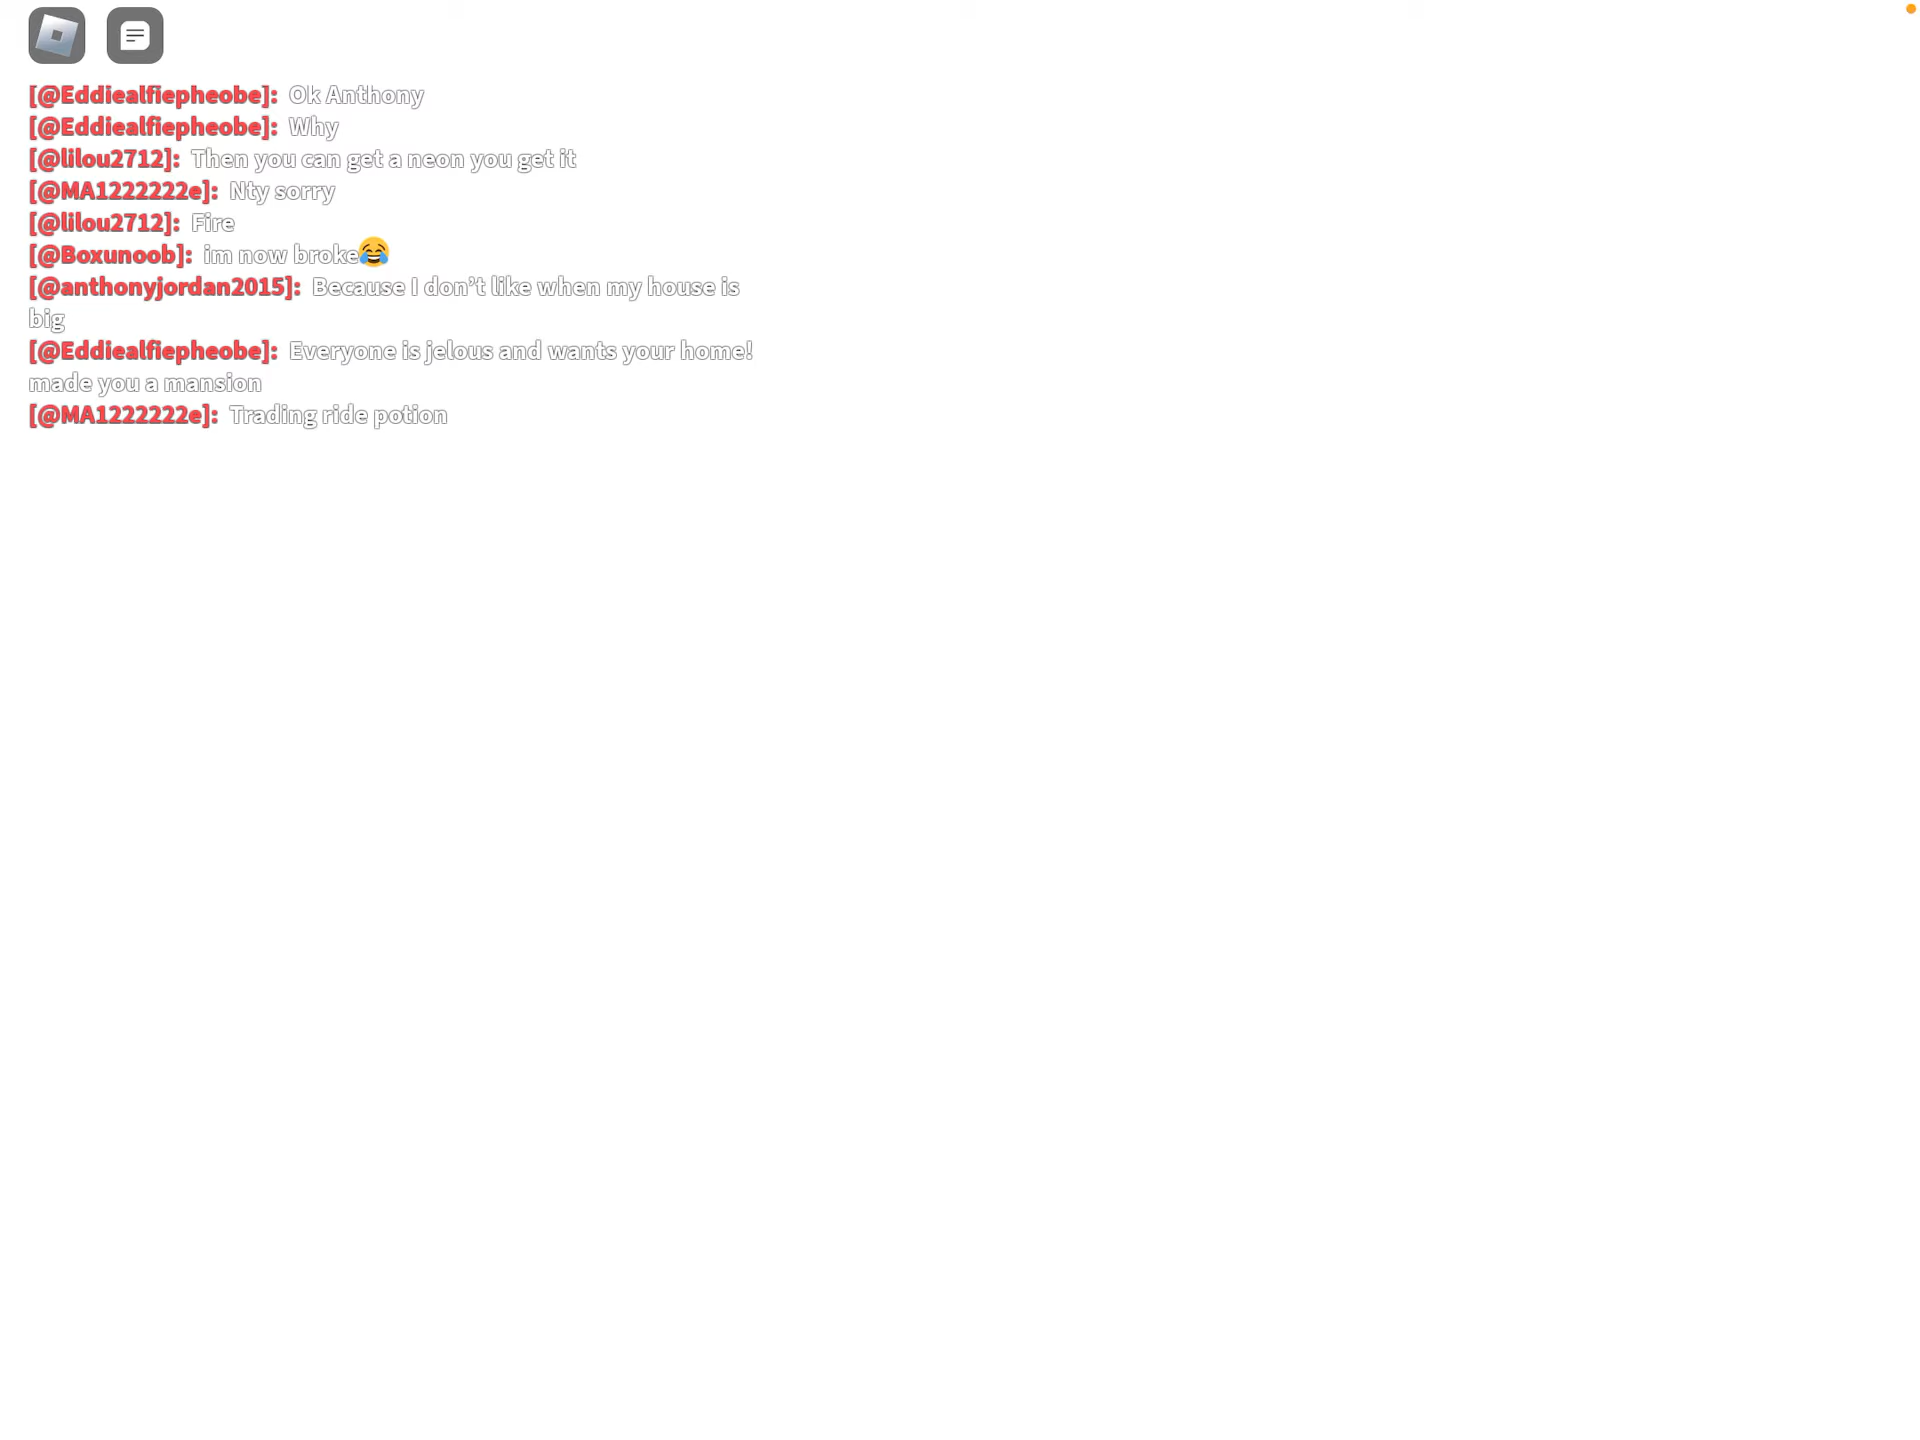 [@Eddiealfiepheobe]: Ok Anthony
[@Eddiealfiepheobe]: Why
[@lilou2712]: Then you can get a neon you get it
[@MA1222222e]: Nty sorry
[@lilou2712]: Fire
[@Boxunoob]: im now broke😂
[@anthonyjordan2015]: Because I don’t like when my house is
big
[@Eddiealfiepheobe]: Everyone is jelous and wants your home!
made you a mansion
[@MA1222222e]: Trading ride potion